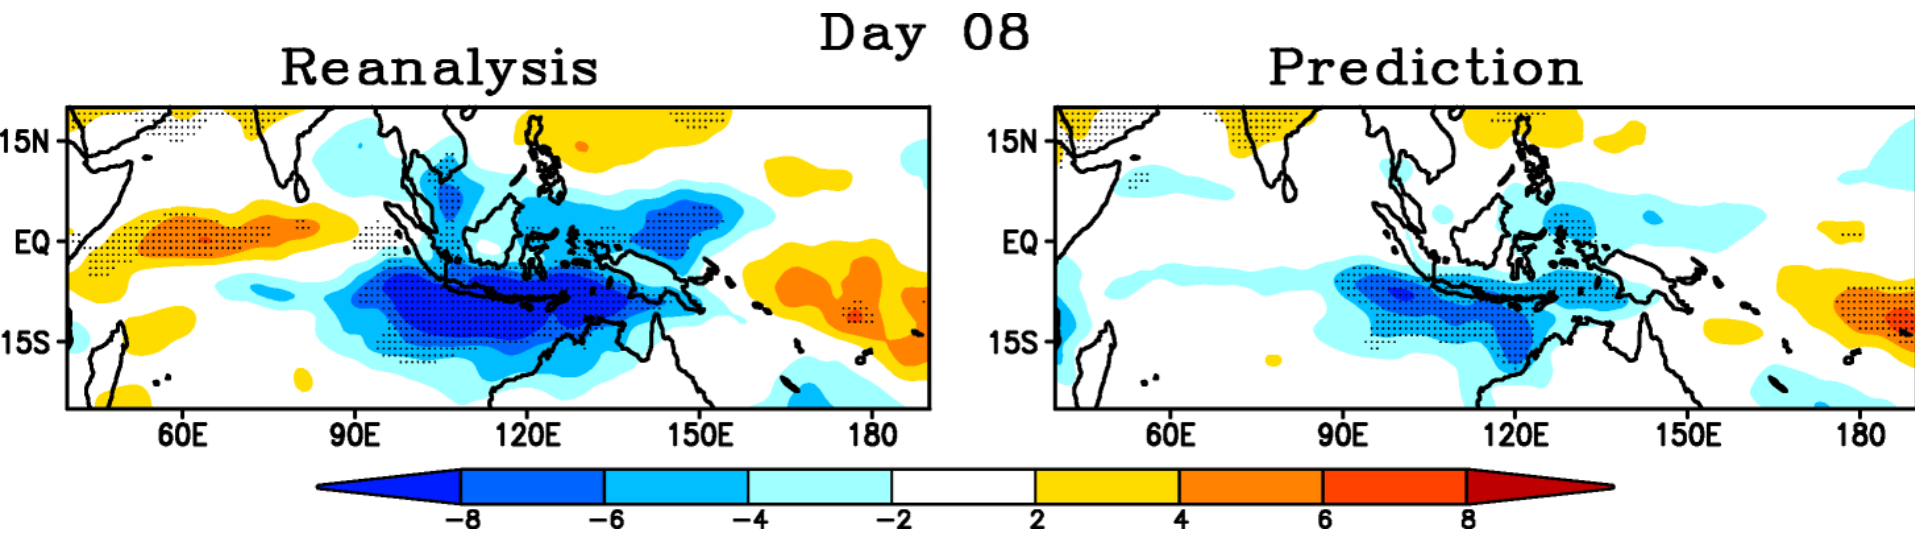 Day 08
Reanalysis Prediction
15N 15N
EQ EQ
15S 15S
60E 90E 120E 150E 180 60E 90E 120E 150E 180
-8 -6 -4 -2 2 4 6 8